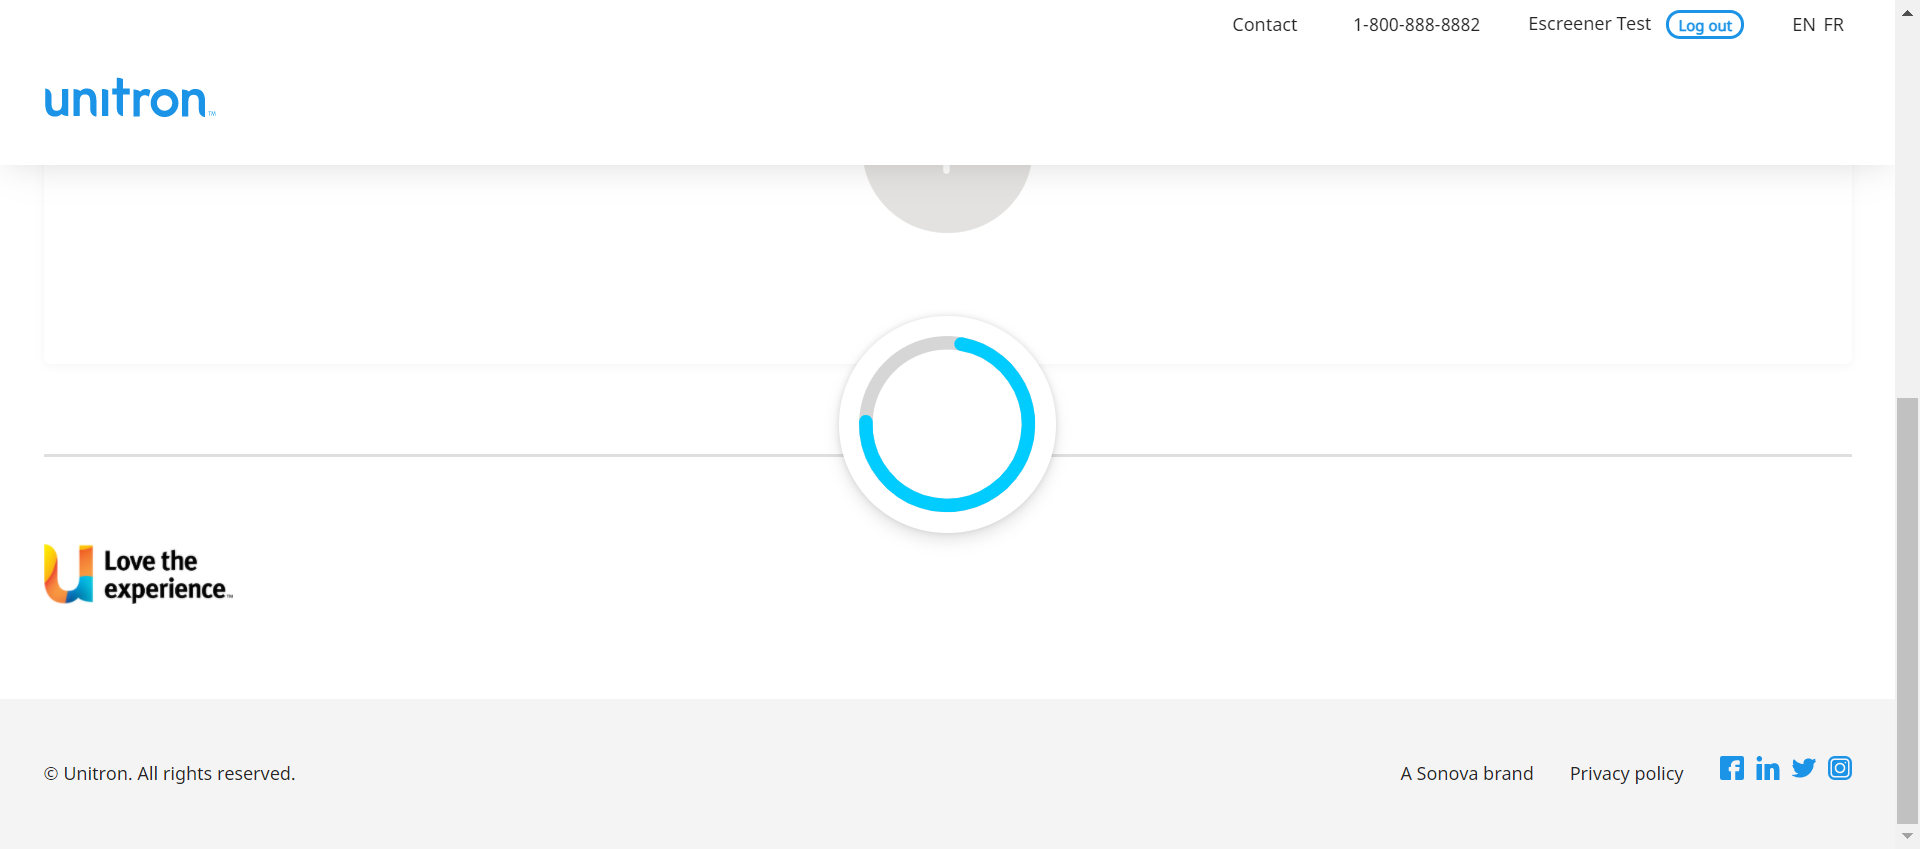 Contact 1-800-888-8882 Escreener Test Log out EN FR
unitron™
Love the
experience™
© Unitron. All rights reserved. A Sonova brand Privacy policy